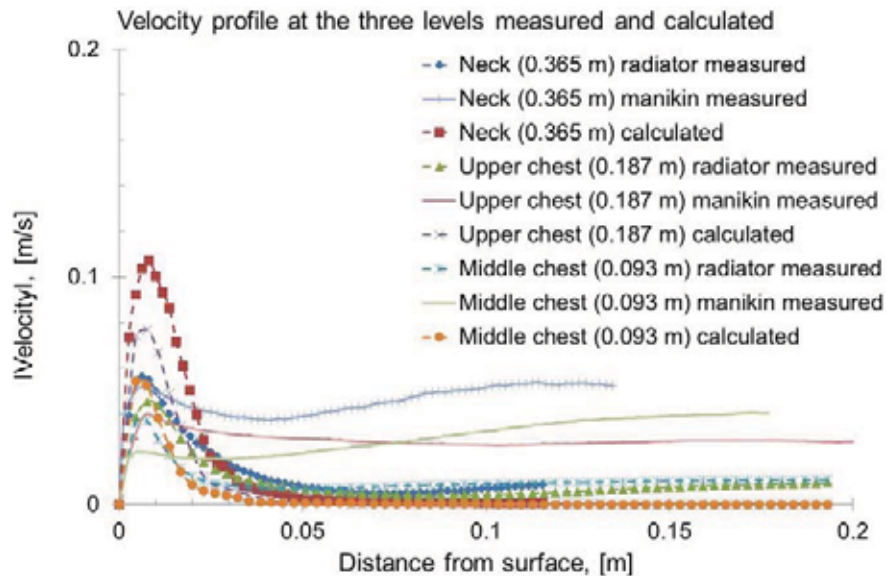 Velocity profile at the three levels measured and calculated
0.2
Neck (0.365 m) radiator measured
Neck (0.365 m) manikin measured
Neck (0.365 m) calculated
Upper chest (0.187 m) radiator measured
Upper chest (0.187 m) manikin measured
Upper chest (0.187 m) calculated
Middle chest (0.093 m) radiator measured
Middle chest (0.093 m) manikin measured
Middle chest (0.093 m) calculated
|Velocity|, [m/s]
0.1
0
0 0.05 0.1 0.15 0.2
Distance from surface, [m]